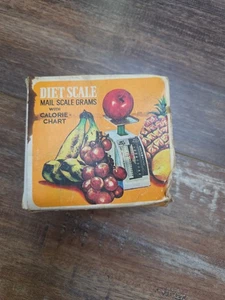 DIET SCALE
MAIL SCALE GRAMS
WITH
CALORIE-
CHART